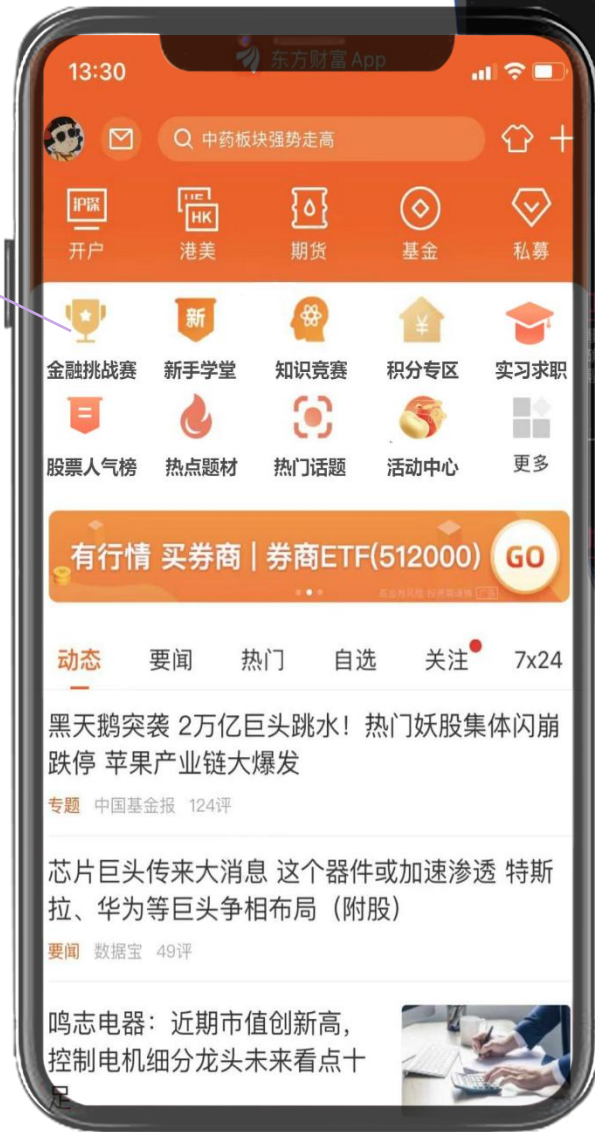 东方财富 App
13:30
中药板块强势走高
沪深
HK
开户
港美
期货
基金
私募
新
金融挑战赛
新手学堂
知识竞赛
积分专区
实习求职
股票人气榜
热点题材
热门话题
活动中心
更多
有行情 买券商 | 券商ETF(512000)
GO
广告
动态
要闻
热门
自选
关注
7x24
黑天鹅突袭 2万亿巨头跳水！热门妖股集体闪崩
跌停 苹果产业链大爆发
专题 中国基金报 124评
芯片巨头传来大消息 这个器件或加速渗透 特斯
拉、华为等巨头争相布局（附股）
要闻 数据宝 49评
鸣志电器：近期市值创新高，
控制电机细分龙头未来看点十
足